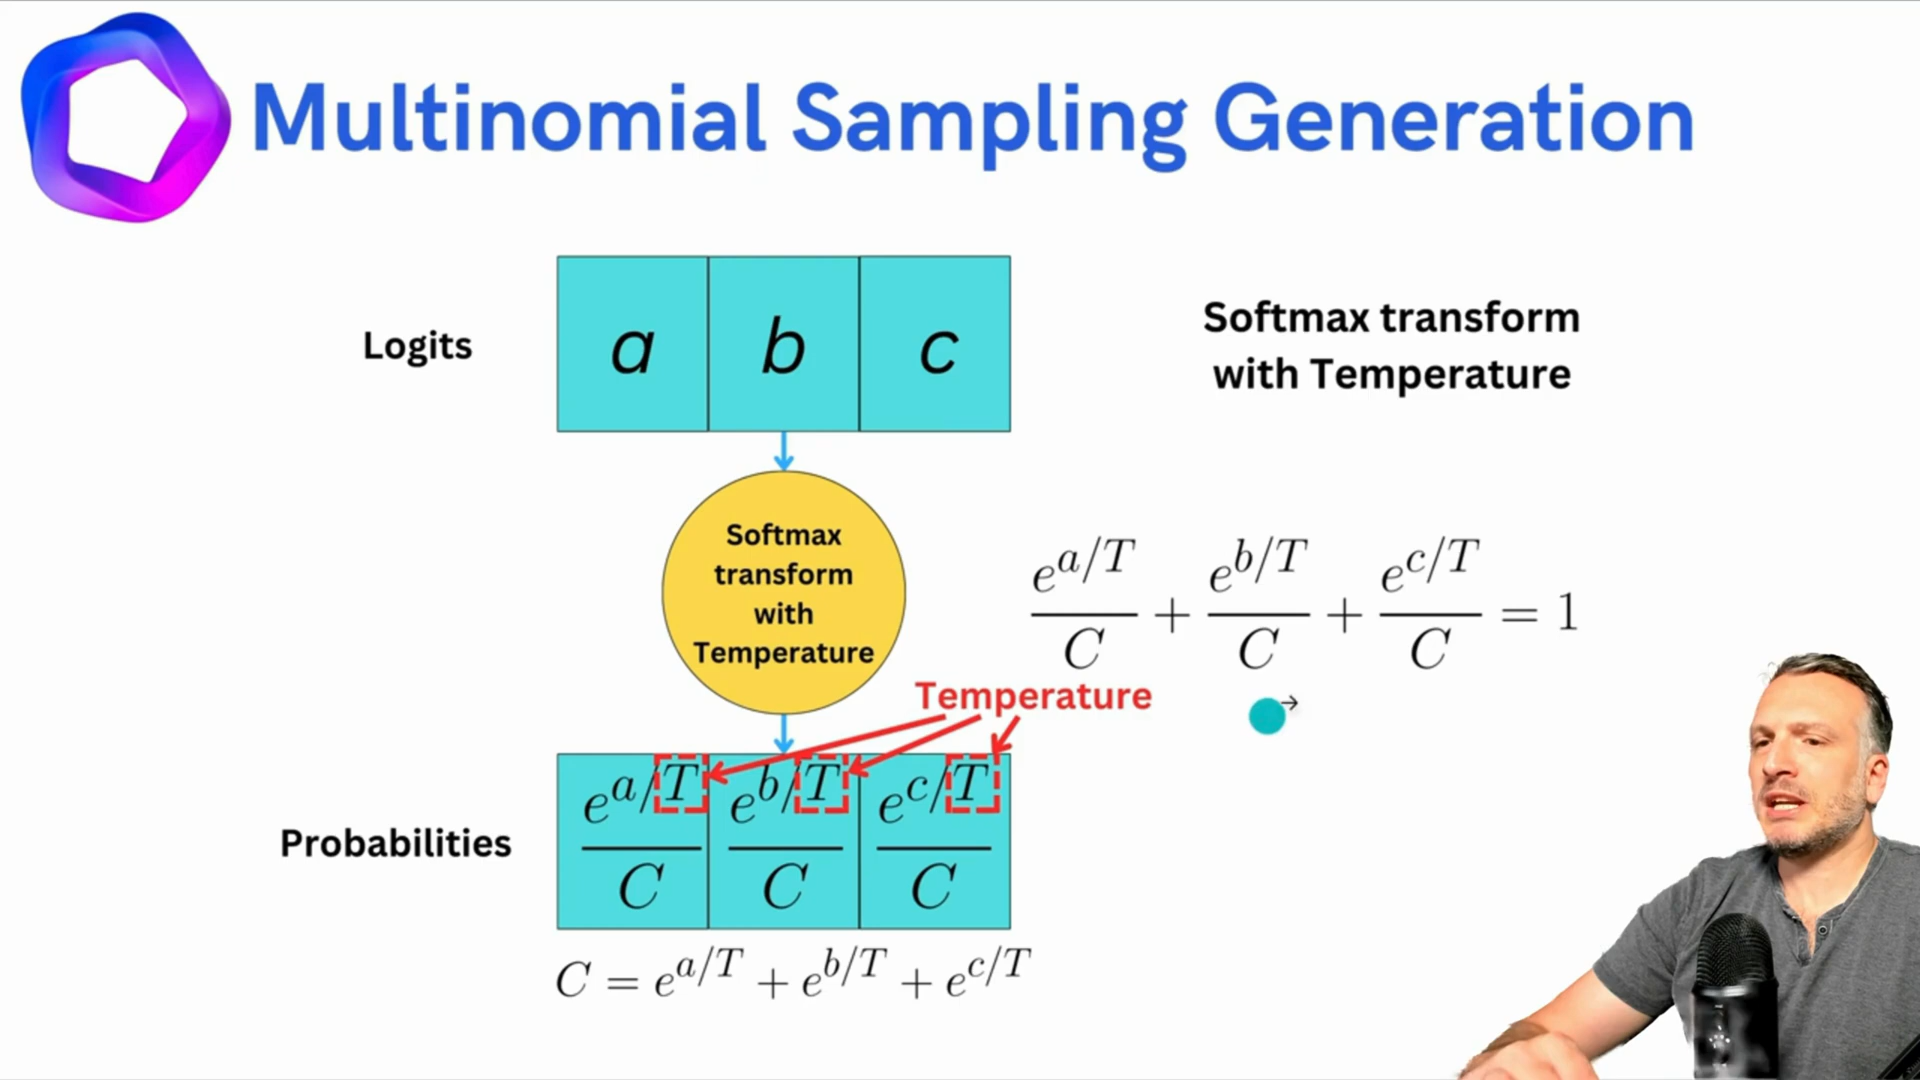 Multinomial Sampling Generation
Logits
a b c
Softmax transform
with Temperature
Softmax
transform
with
Temperature
e^{a/T}/C + e^{b/T}/C + e^{c/T}/C = 1
Temperature
Probabilities
e^{a/T}/C e^{b/T}/C e^{c/T}/C
C = e^{a/T} + e^{b/T} + e^{c/T}